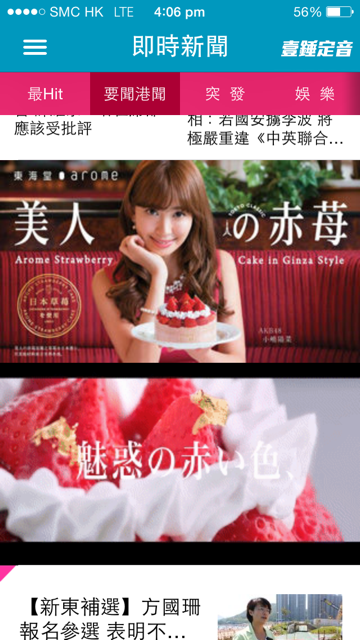 SMC HK LTE 4:06 pm 56%
即時新聞
壹錘定音
最Hit 要聞港聞 突 發 娛 樂
應該受批評
相：若國安擄李波 將
極嚴重違《中英聯合...
東海堂 arome
美人の赤苺
Arome Strawberry Cake in Ginza Style
日本草莓
AKB48
小嶋陽菜
魅惑の赤い色、
【新東補選】方國珊
報名參選 表明不...